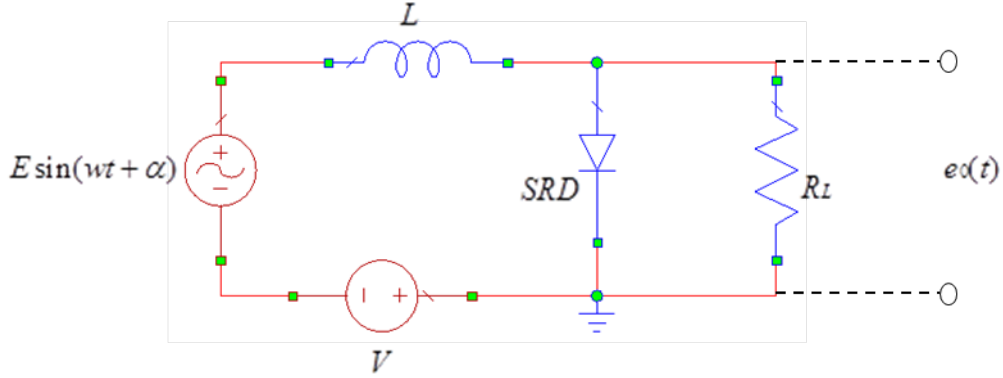 L
E sin(wt + α)
SRD
RL
e0(t)
V